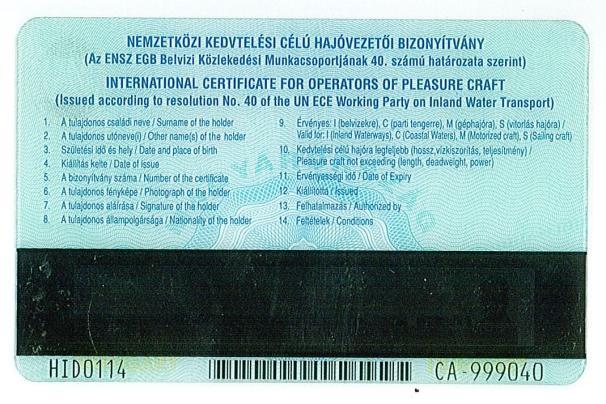 NEMZETKÖZI KEDVTELÉSI CÉLÚ HAJÓVEZETŐI BIZONYÍTVÁNY
(Az ENSZ EGB Belvizi Közlekedési Munkacsoportjának 40. számú határozata szerint)
INTERNATIONAL CERTIFICATE FOR OPERATORS OF PLEASURE CRAFT
(Issued according to resolution No. 40 of the UN ECE Working Party on Inland Water Transport)
1. A tulajdonos családi neve / Surname of the holder
2. A tulajdonos utóneve(i) / Other name(s) of the holder
3. Születési idő és hely / Date and place of birth
4. Kiállítás kelte / Date of issue
5. A bizonyítvány száma / Number of the certificate
6. A tulajdonos fényképe / Photograph of the holder
7. A tulajdonos aláírása / Signature of the holder
8. A tulajdonos állampolgársága / Nationality of the holder
9. Érvényes: I (belvizekre), C (parti tengerre), M (géphajóra), S (vitorlás hajóra) /
Valid for: I (Inland Waterways), C (Coastal Waters), M (Motorized craft), S (Sailing craft)
10. Kedvtelési célú hajóra legfeljebb (hossz,vízkiszorítás, teljesítmény) /
Pleasure craft not exceeding (length, deadweight, power)
11. Érvényességi idő / Date of Expiry
12. Kiállította / Issued
13. Felhatalmazás / Authorized by
14. Feltételek / Conditions
HID0114
CA-999040